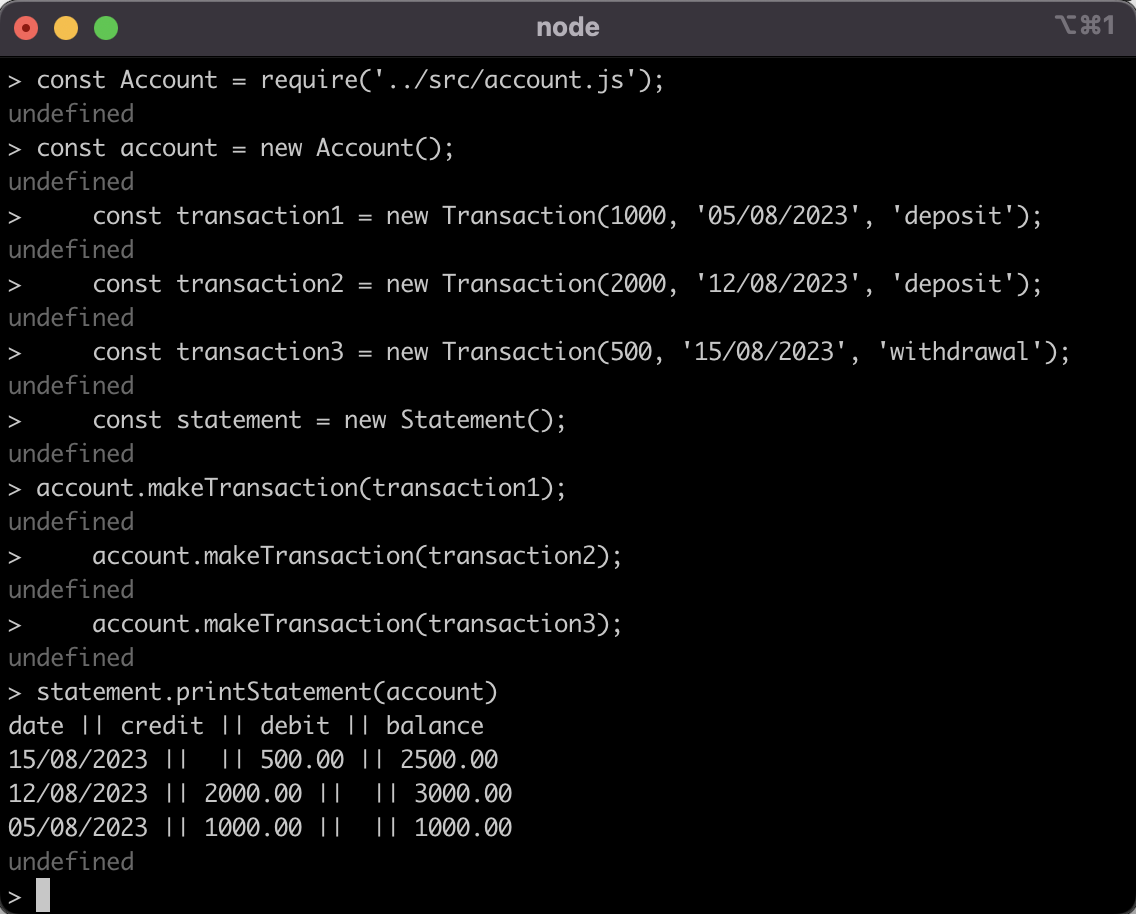 node
⌥⌘1
> const Account = require('../src/account.js');
undefined
> const account = new Account();
undefined
>     const transaction1 = new Transaction(1000, '05/08/2023', 'deposit');
undefined
>     const transaction2 = new Transaction(2000, '12/08/2023', 'deposit');
undefined
>     const transaction3 = new Transaction(500, '15/08/2023', 'withdrawal');
undefined
>     const statement = new Statement();
undefined
> account.makeTransaction(transaction1);
undefined
>     account.makeTransaction(transaction2);
undefined
>     account.makeTransaction(transaction3);
undefined
> statement.printStatement(account)
date || credit || debit || balance
15/08/2023 ||  || 500.00 || 2500.00
12/08/2023 || 2000.00 ||  || 3000.00
05/08/2023 || 1000.00 ||  || 1000.00
undefined
>